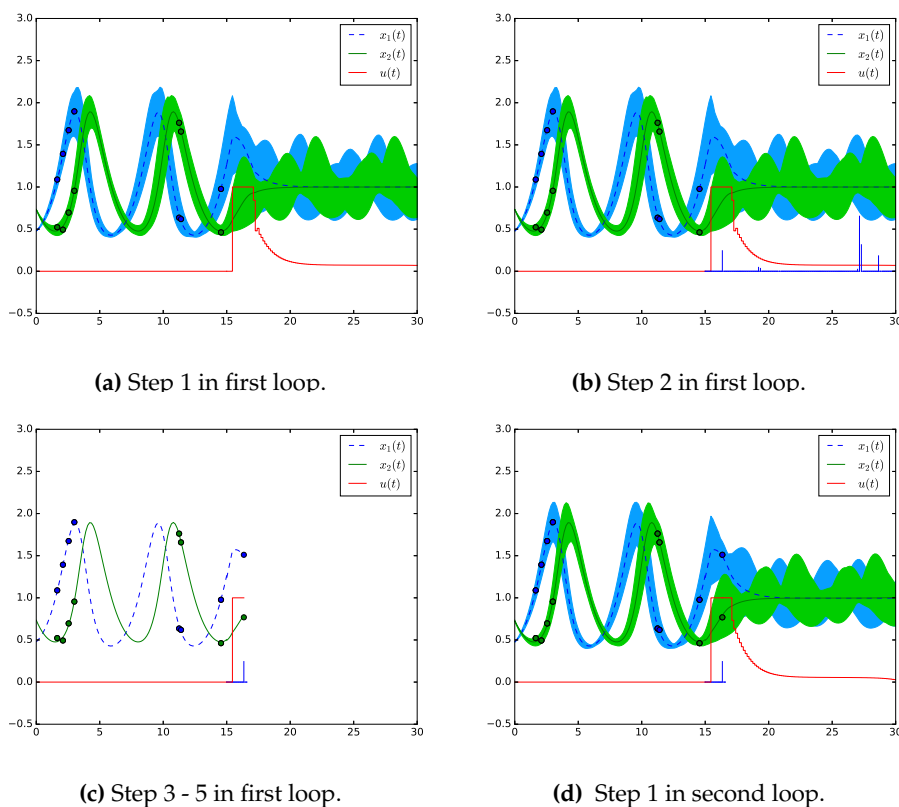 3.0
2.5
2.0
1.5
1.0
0.5
0.0
−0.5
0 5 10 15 20 25 30
x₁(t)
x₂(t)
u(t)
(a) Step 1 in first loop.
3.0
2.5
2.0
1.5
1.0
0.5
0.0
−0.5
0 5 10 15 20 25 30
x₁(t)
x₂(t)
u(t)
(b) Step 2 in first loop.
3.0
2.5
2.0
1.5
1.0
0.5
0.0
−0.5
0 5 10 15 20 25 30
x₁(t)
x₂(t)
u(t)
(c) Step 3 - 5 in first loop.
3.0
2.5
2.0
1.5
1.0
0.5
0.0
−0.5
0 5 10 15 20 25 30
x₁(t)
x₂(t)
u(t)
(d) Step 1 in second loop.